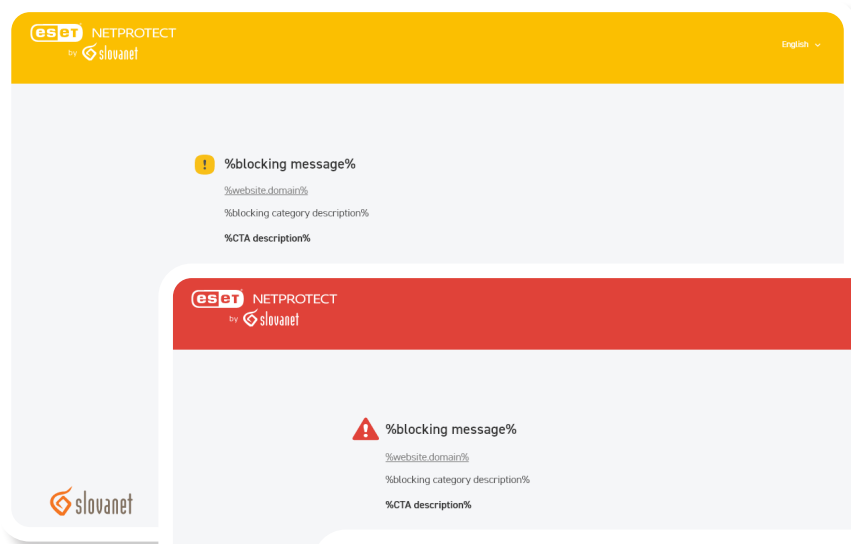 eset NETPROTECT
by slovanet
English
%blocking message%
%website.domain%
%blocking category description%
%CTA description%
eset NETPROTECT
by slovanet
%blocking message%
%website.domain%
%blocking category description%
%CTA description%
slovanet